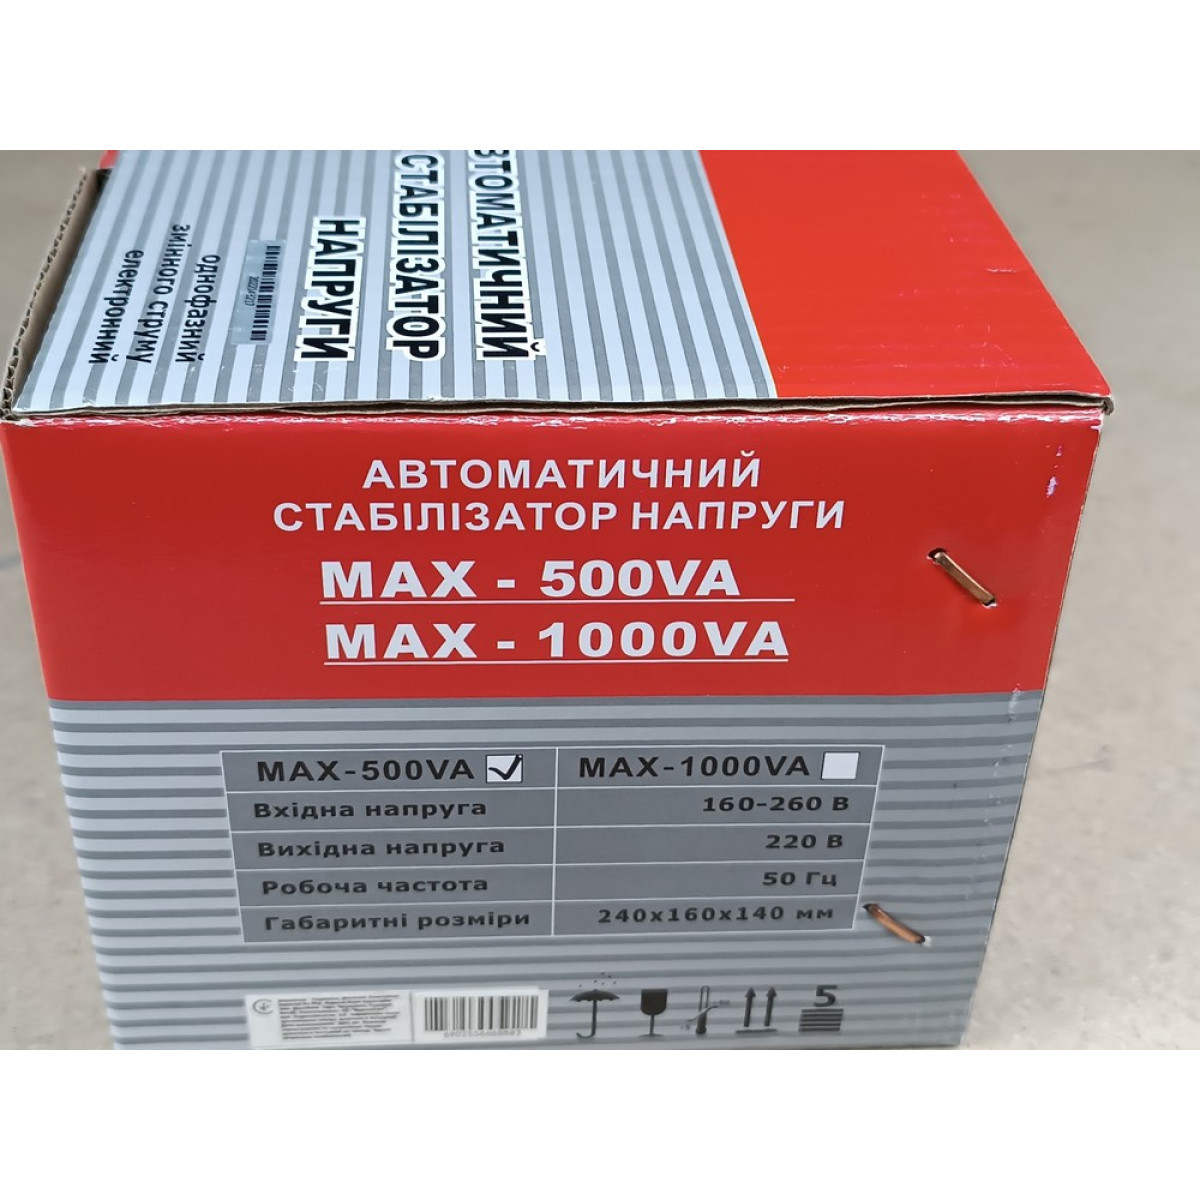 АВТОМАТИЧНИЙ
СТАБІЛІЗАТОР
НАПРУГИ
однофазний
змінного струму
електронний
АВТОМАТИЧНИЙ
СТАБІЛІЗАТОР НАПРУГИ
MAX - 500VA
MAX - 1000VA
MAX-500VA MAX-1000VA
Вхідна напруга 160-260 В
Вихідна напруга 220 В
Робоча частота 50 Гц
Габаритні розміри 240х160х140 мм
5